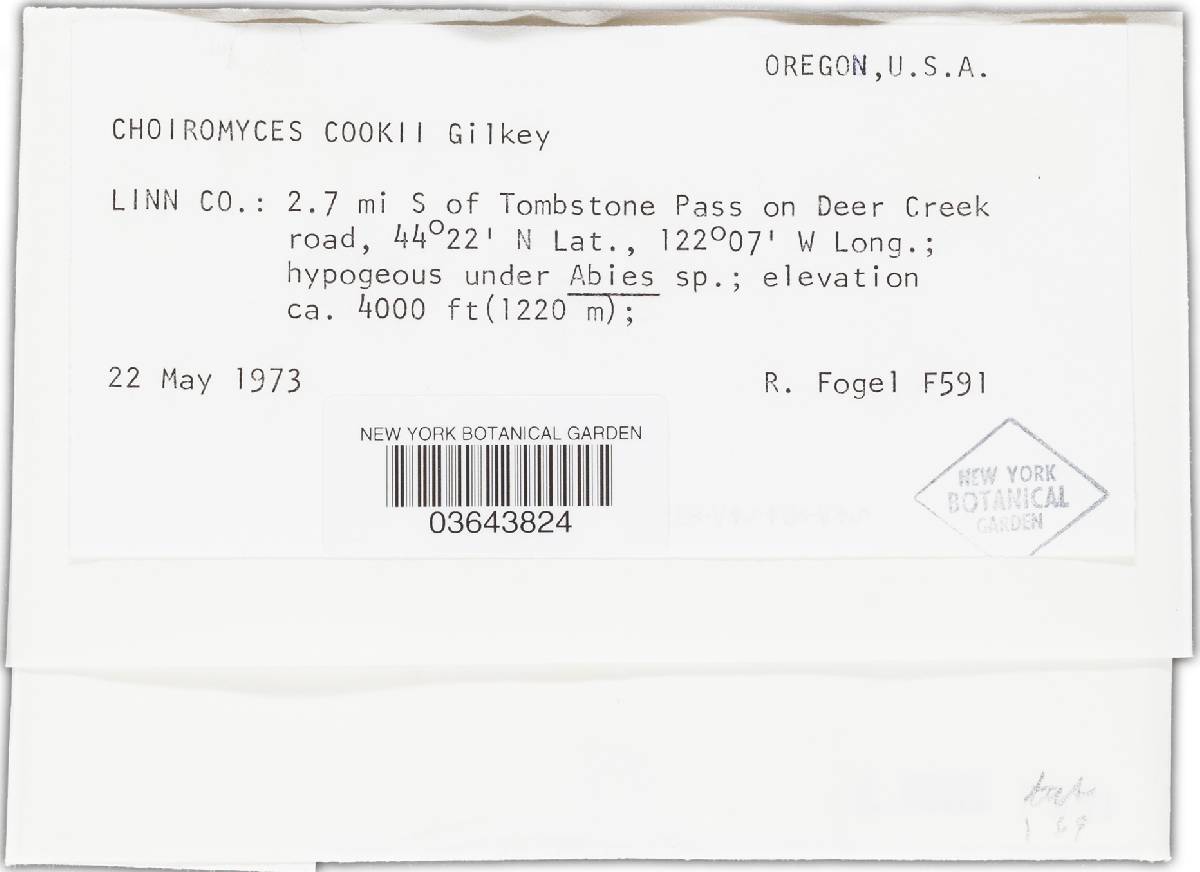 OREGON,U.S.A.
CHOIROMYCES COOKII Gilkey
LINN CO.: 2.7 mi S of Tombstone Pass on Deer Creek
road, 44°22' N Lat., 122°07' W Long.;
hypogeous under Abies sp.; elevation
ca. 4000 ft(1220 m);
22 May 1973 R. Fogel F591
NEW YORK BOTANICAL GARDEN
03643824
NEW YORK
BOTANICAL
GARDEN